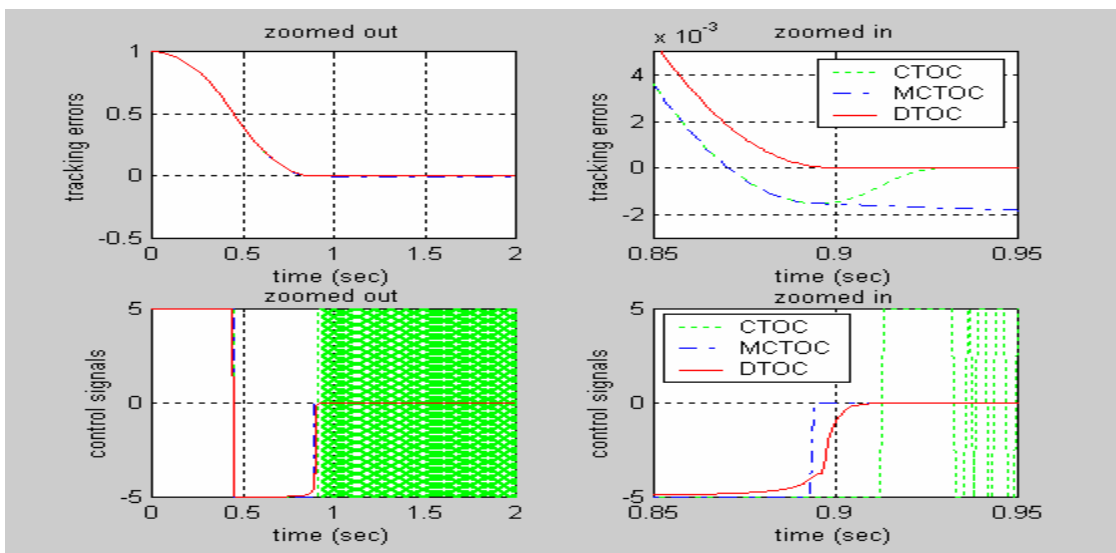 zoomed out
tracking errors
1
0.5
0
-0.5
0
0.5
1
1.5
2
time (sec)
x 10^-3
zoomed in
tracking errors
4
2
0
-2
CTOC
MCTOC
DTOC
0.85
0.9
0.95
time (sec)
zoomed out
control signals
5
0
-5
0
0.5
1
1.5
2
time (sec)
zoomed in
control signals
5
0
-5
CTOC
MCTOC
DTOC
0.85
0.9
0.95
time (sec)